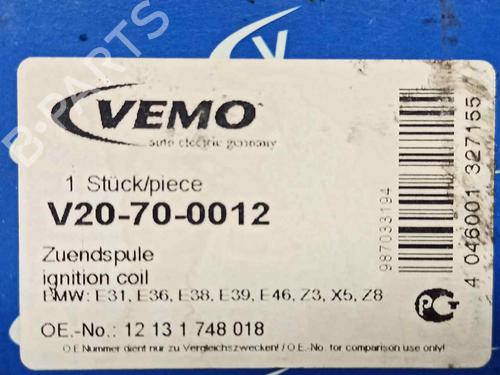 V
VEMO
auto electric germany
1 Stück/piece
V20-70-0012
Zuendspule
ignition coil
BMW: E31, E36, E38, E39, E46, Z3, X5, Z8
OE.-No.: 12 13 1 748 018
O.E.Nummer dient nur zu Vergleichszwecken! / O.E.-No. for comparison use only!
987033194
4 046001 327155
B-PARTS